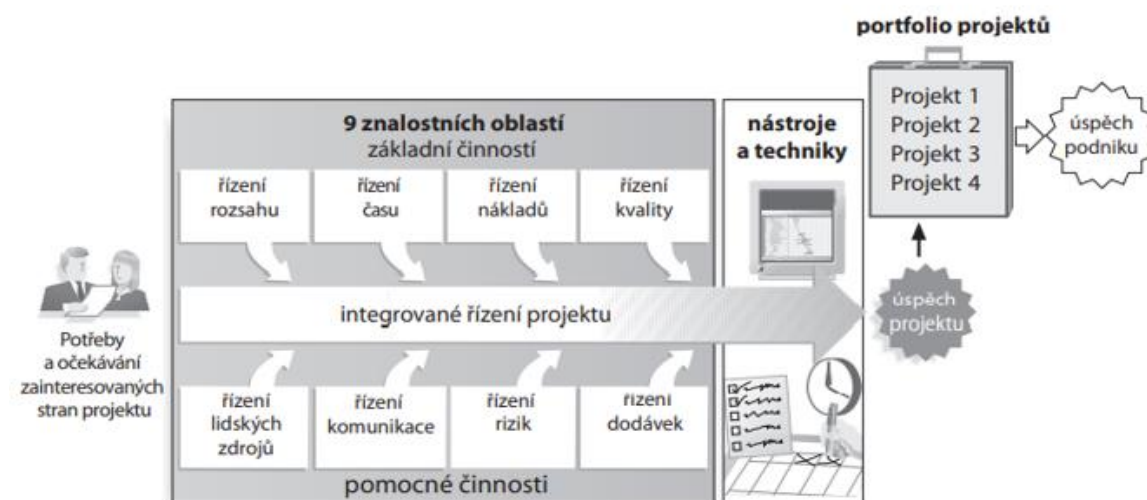 portfolio projektů
Projekt 1
Projekt 2
Projekt 3
Projekt 4
úspěch
podniku
9 znalostních oblastí
základní činností
nástroje
a techniky
řízení
rozsahu
řízení
času
řízení
nákladů
řízení
kvality
integrované řízení projektu
úspěch
projektu
Potřeby
a očekávání
zainteresovaných
stran projektu
řízení
lidských
zdrojů
řízení
komunikace
řízení
rizik
řízení
dodávek
pomocné činnosti